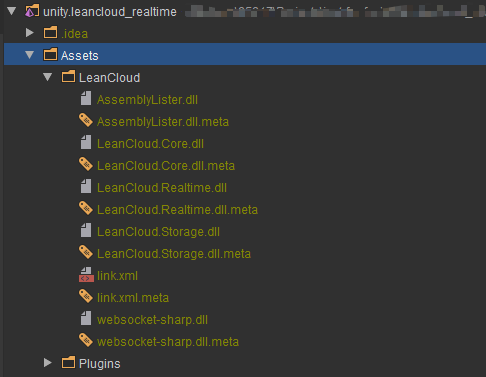 unity.leancloud_realtime
.idea
Assets
LeanCloud
AssemblyLister.dll
AssemblyLister.dll.meta
LeanCloud.Core.dll
LeanCloud.Core.dll.meta
LeanCloud.Realtime.dll
LeanCloud.Realtime.dll.meta
LeanCloud.Storage.dll
LeanCloud.Storage.dll.meta
link.xml
link.xml.meta
websocket-sharp.dll
websocket-sharp.dll.meta
Plugins